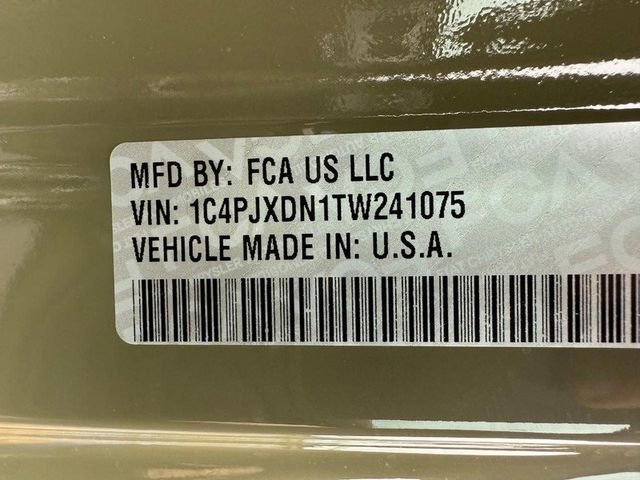 MFD BY: FCA US LLC
VIN: 1C4PJXDN1TW241075
VEHICLE MADE IN: U.S.A.